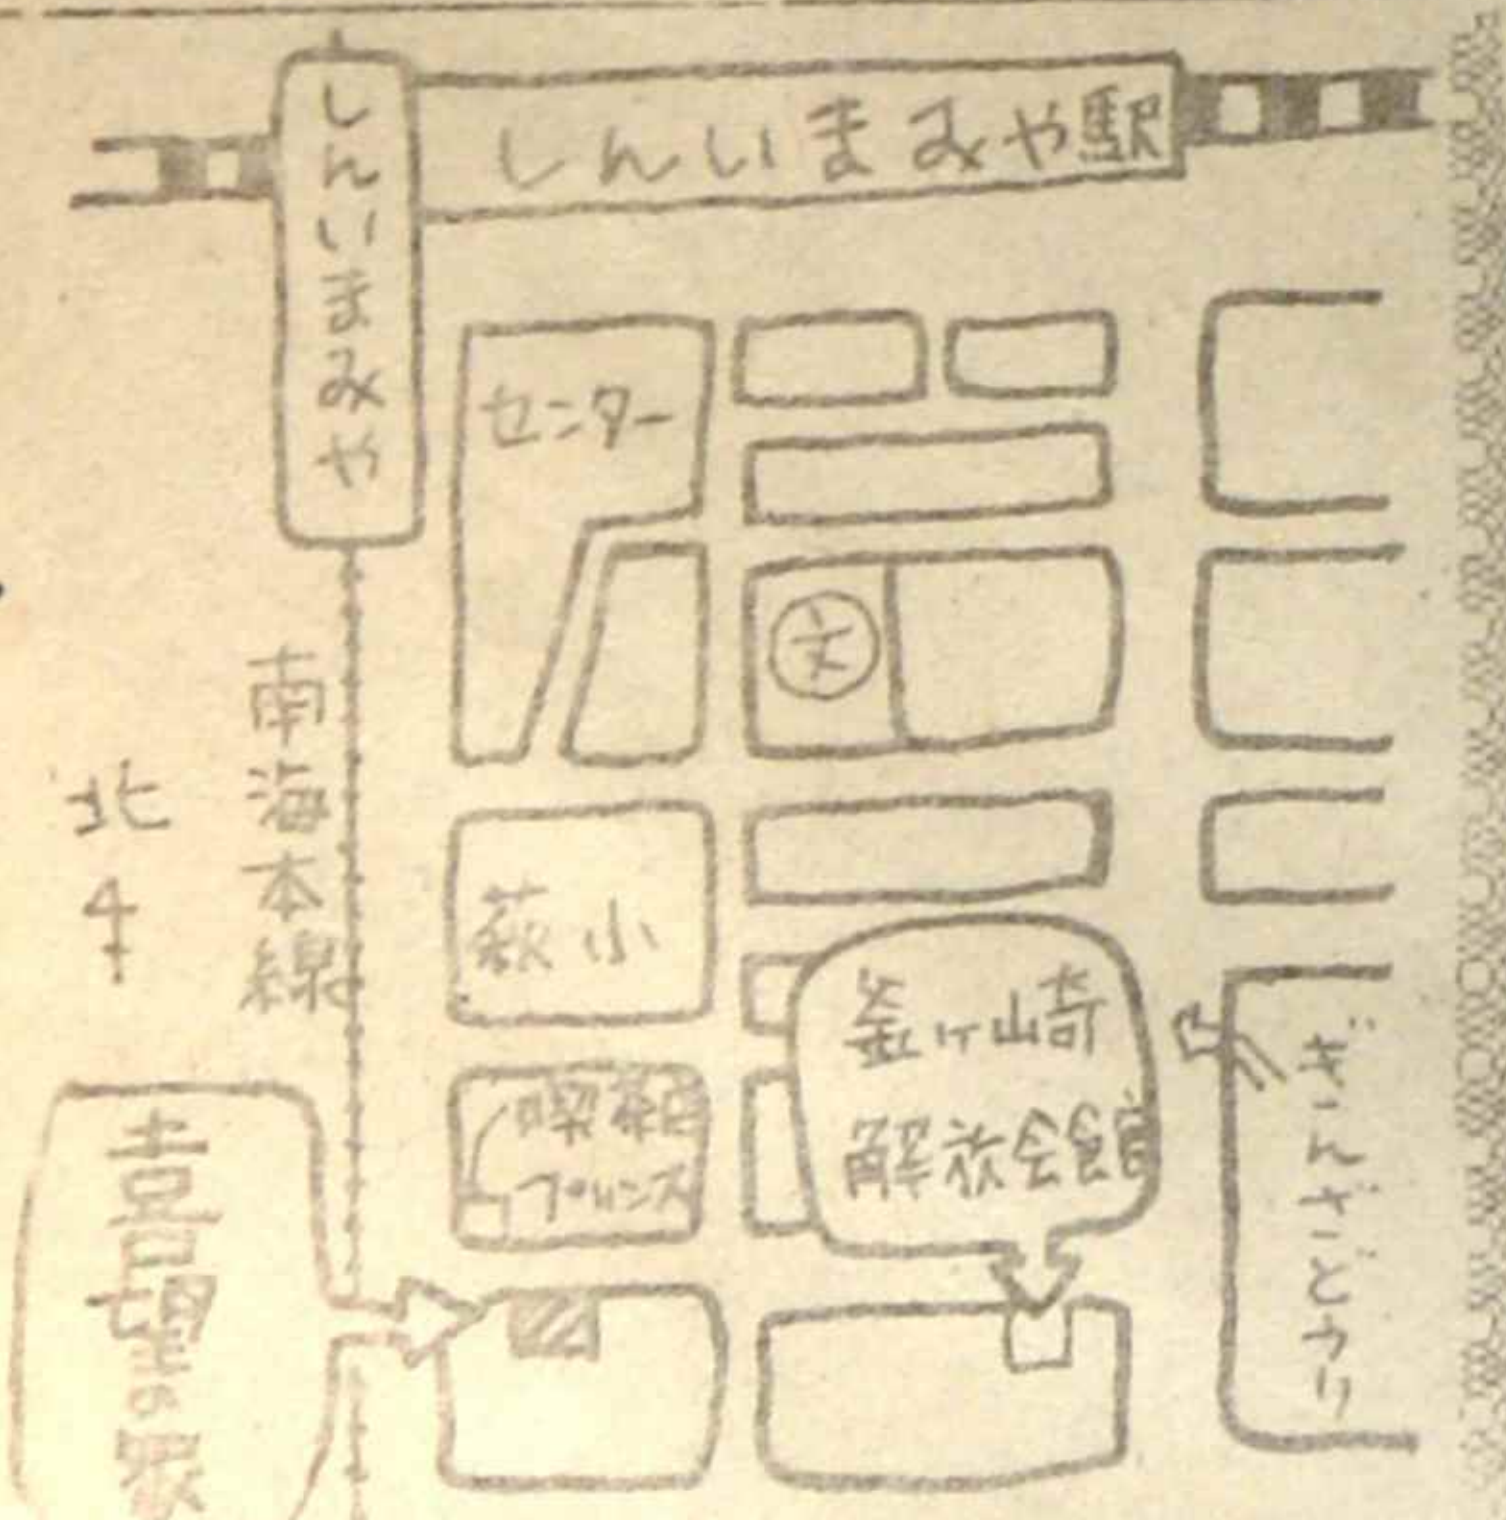 しんいまみや駅
しんいまみや
センター
文
南海本線
北
萩小
釜ヶ崎
解放会館
ぎんざどうり
喫茶
プリンス
喜望の家